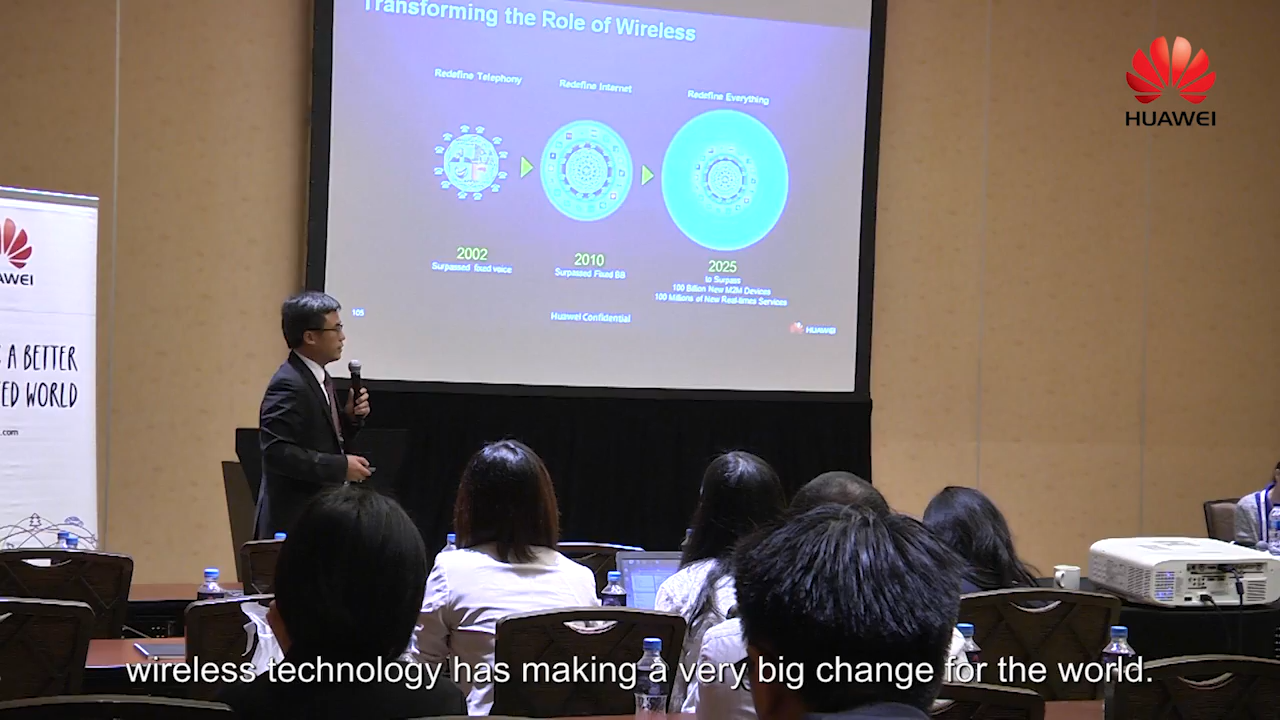 Transforming the Role of Wireless
Redefine Telephony
Redefine Internet
Redefine Everything
2002
Surpassed fixed voice
2010
Surpassed Fixed BB
2025
to Surpass
100 Billion New M2M Devices
100 Millions of New Real-times Services
105
Huawei Confidential
HUAWEI
HUAWEI
AWEI
A BETTER
ED WORLD
.com
wireless technology has making a very big change for the world.